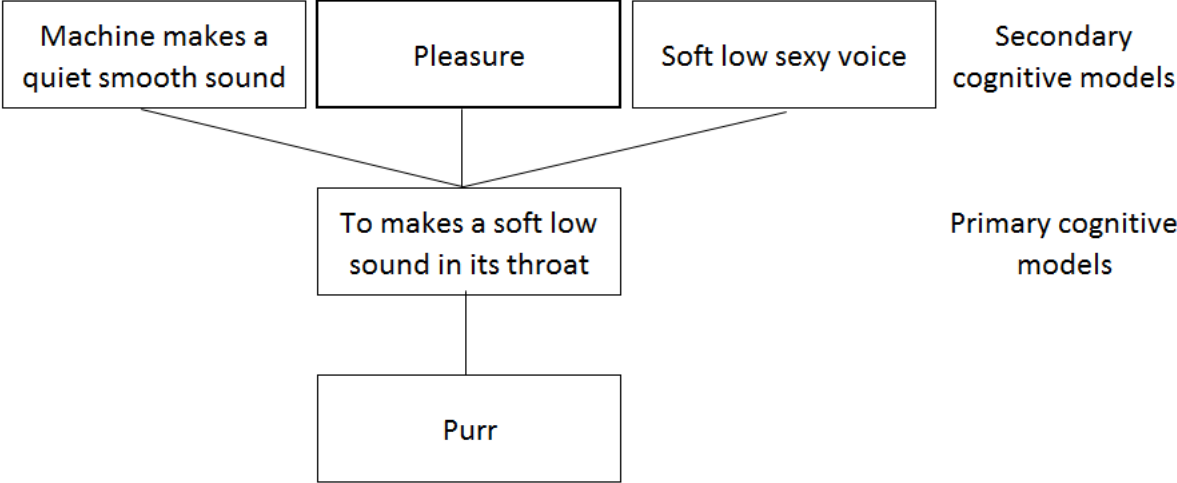 Machine makes a
quiet smooth sound
Pleasure
Soft low sexy voice
Secondary
cognitive models
To makes a soft low
sound in its throat
Primary cognitive
models
Purr